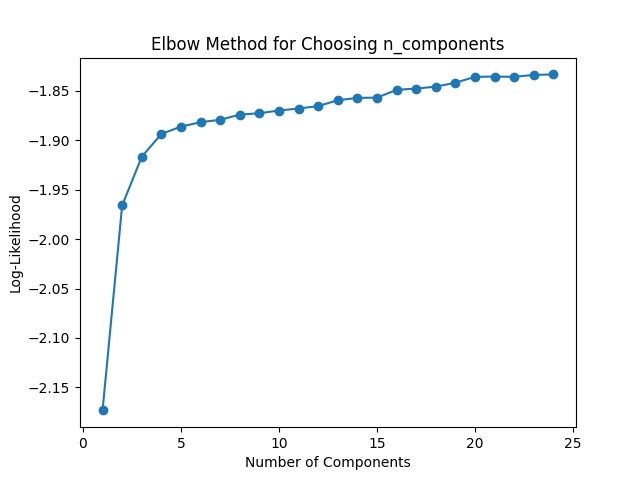 Elbow Method for Choosing n_components
Log-Likelihood
−1.85
−1.90
−1.95
−2.00
−2.05
−2.10
−2.15
0 5 10 15 20 25
Number of Components